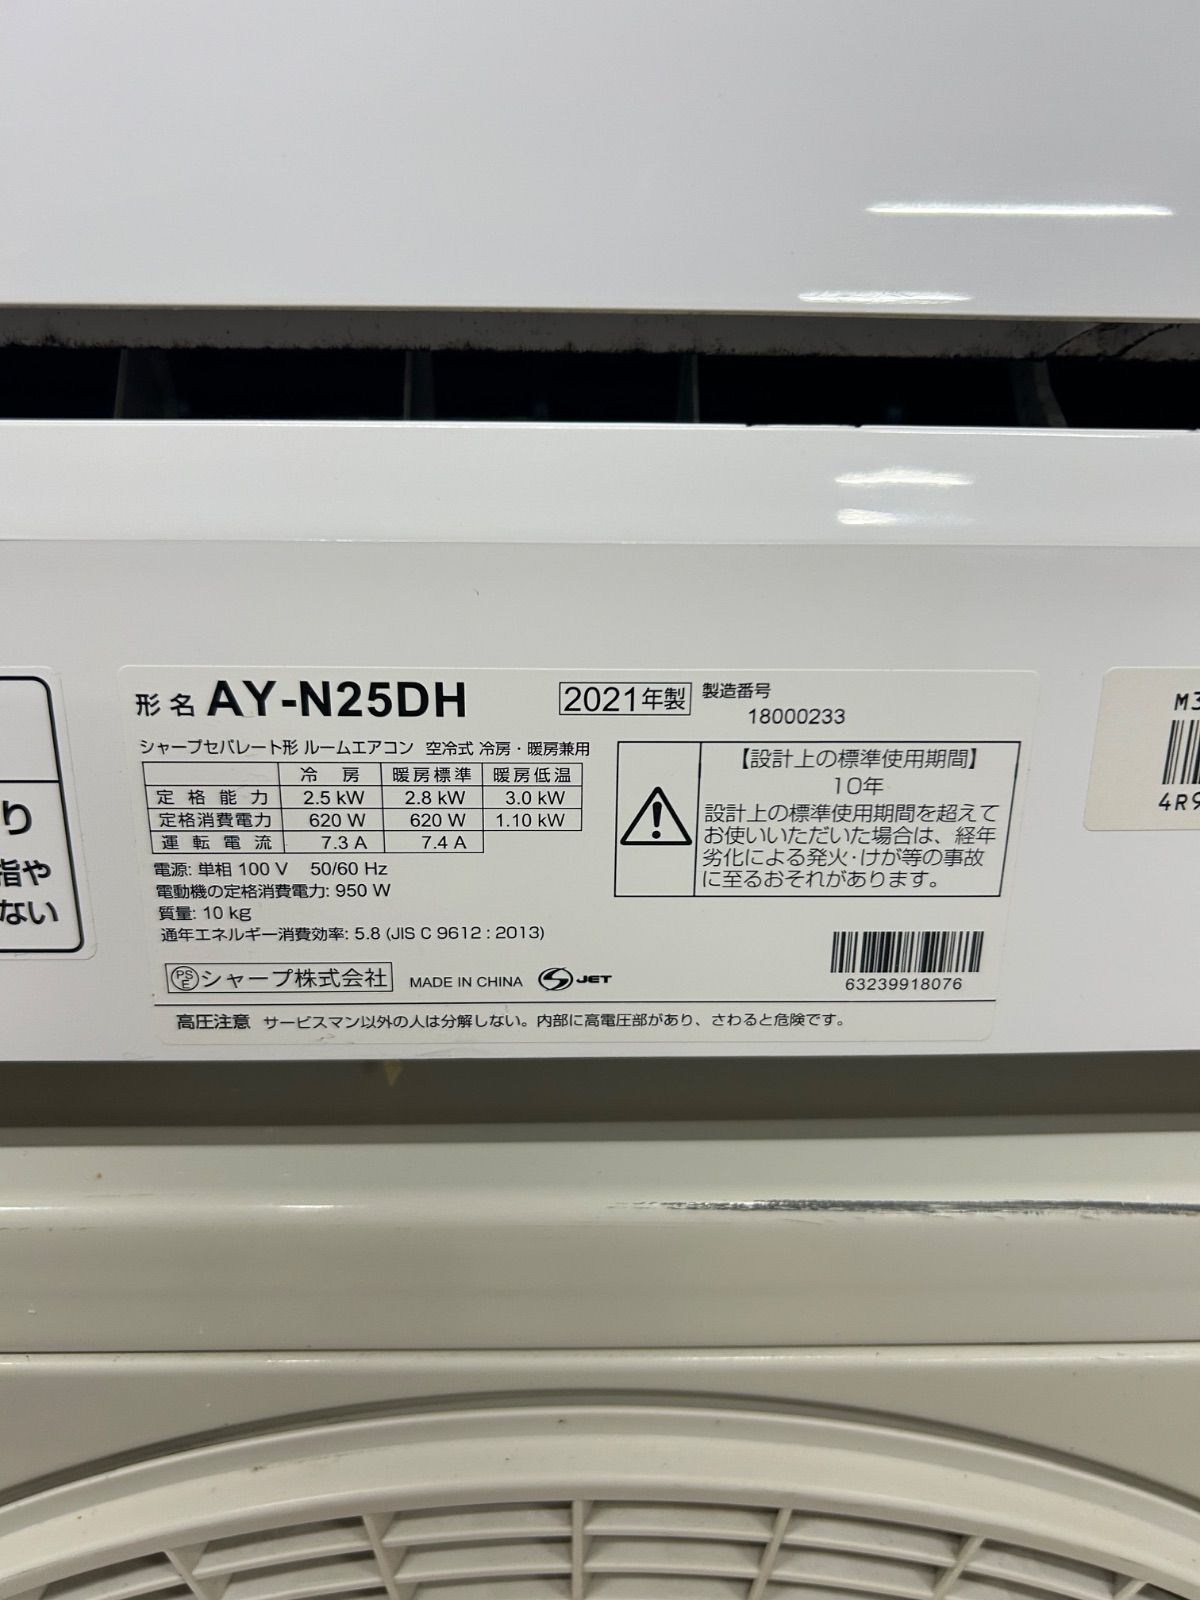 形名 AY-N25DH 2021年製 製造番号
18000233
シャープセパレート形 ルームエアコン 空冷式 冷房・暖房兼用
冷 房 暖房標準 暖房低温
定格能力 2.5 kW 2.8 kW 3.0 kW
定格消費電力 620 W 620 W 1.10 kW
運転電流 7.3 A 7.4 A
電源: 単相 100 V 50/60 Hz
電動機の定格消費電力: 950 W
質量: 10 kg
通年エネルギー消費効率: 5.8 (JIS C 9612 : 2013)
PSE シャープ株式会社 MADE IN CHINA JET
【設計上の標準使用期間】
10年
設計上の標準使用期間を超えて
お使いいただいた場合は、経年
劣化による発火・けが等の事故
に至るおそれがあります。
63239918076
高圧注意 サービスマン以外の人は分解しない。内部に高電圧部があり、さわると危険です。
り
指や
ない
M3
4R9